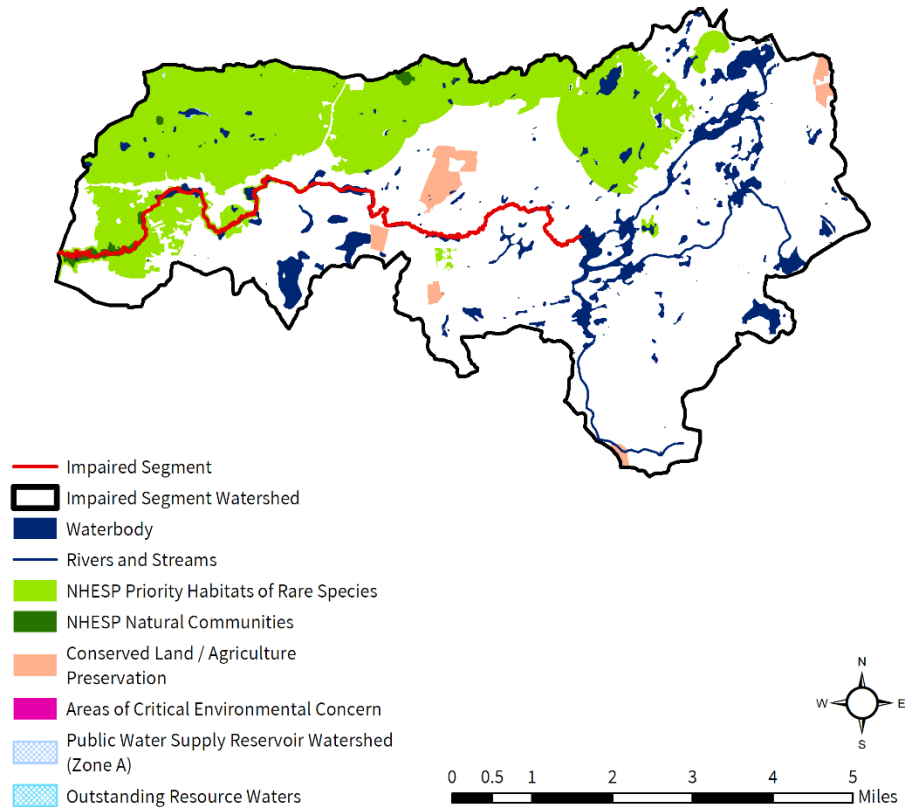 Impaired Segment
Impaired Segment Watershed
Waterbody
Rivers and Streams
NHESP Priority Habitats of Rare Species
NHESP Natural Communities
Conserved Land / Agriculture
Preservation
Areas of Critical Environmental Concern
Public Water Supply Reservoir Watershed
(Zone A)
Outstanding Resource Waters
N
W E
S
0 0.5 1 2 3 4 5
Miles